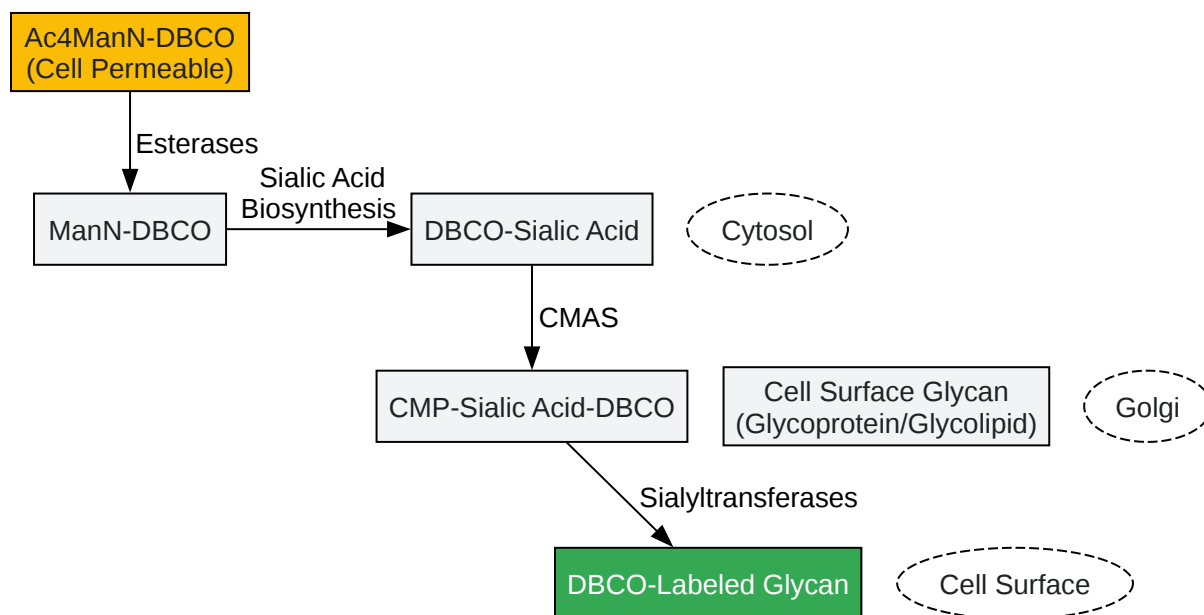 Ac4ManN-DBCO
(Cell Permeable)
Esterases
Sialic Acid
Biosynthesis
ManN-DBCO
DBCO-Sialic Acid
Cytosol
CMAS
CMP-Sialic Acid-DBCO
Cell Surface Glycan
(Glycoprotein/Glycolipid)
Golgi
Sialyltransferases
DBCO-Labeled Glycan
Cell Surface